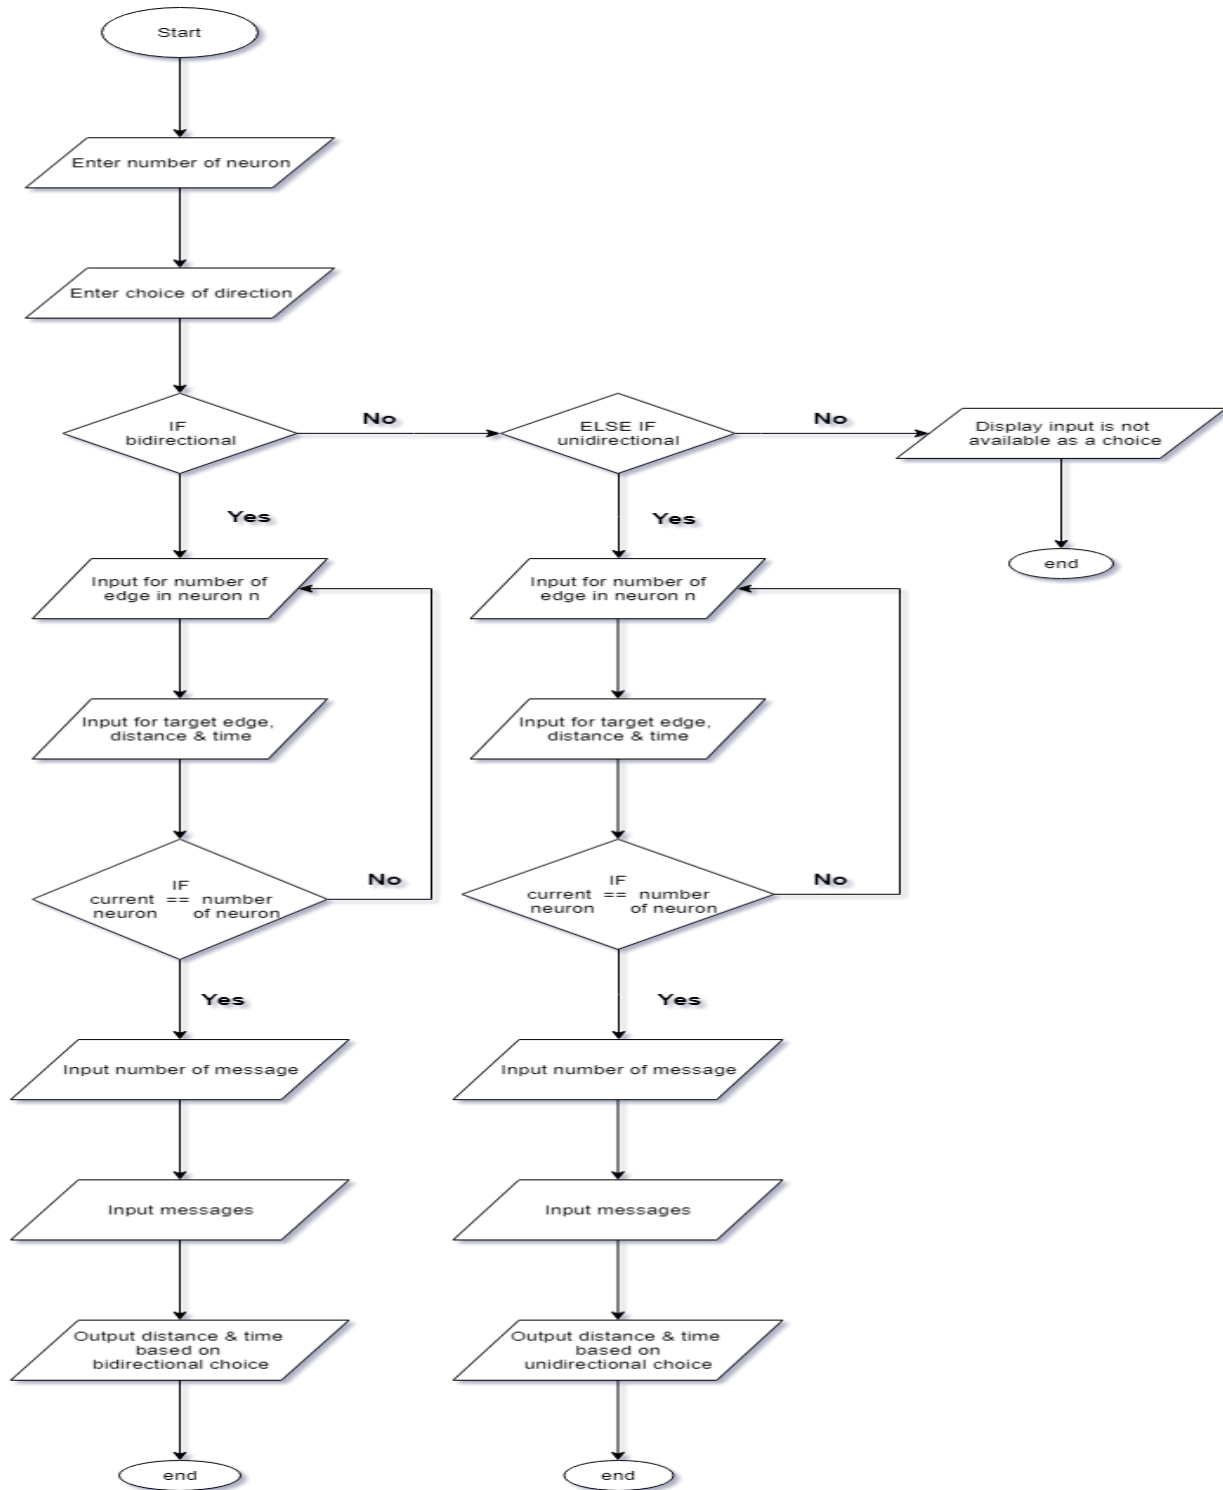 Start
Enter number of neuron
Enter choice of direction
IF
bidirectional
No
ELSE IF
unidirectional
No
Display input is not
available as a choice
Yes
Yes
end
Input for number of
edge in neuron n
Input for number of
edge in neuron n
Input for target edge,
distance & time
Input for target edge,
distance & time
IF
current == number
neuron of neuron
No
IF
current == number
neuron of neuron
No
Yes
Yes
Input number of message
Input number of message
Input messages
Input messages
Output distance & time
based on
bidirectional choice
Output distance & time
based on
unidirectional choice
end
end